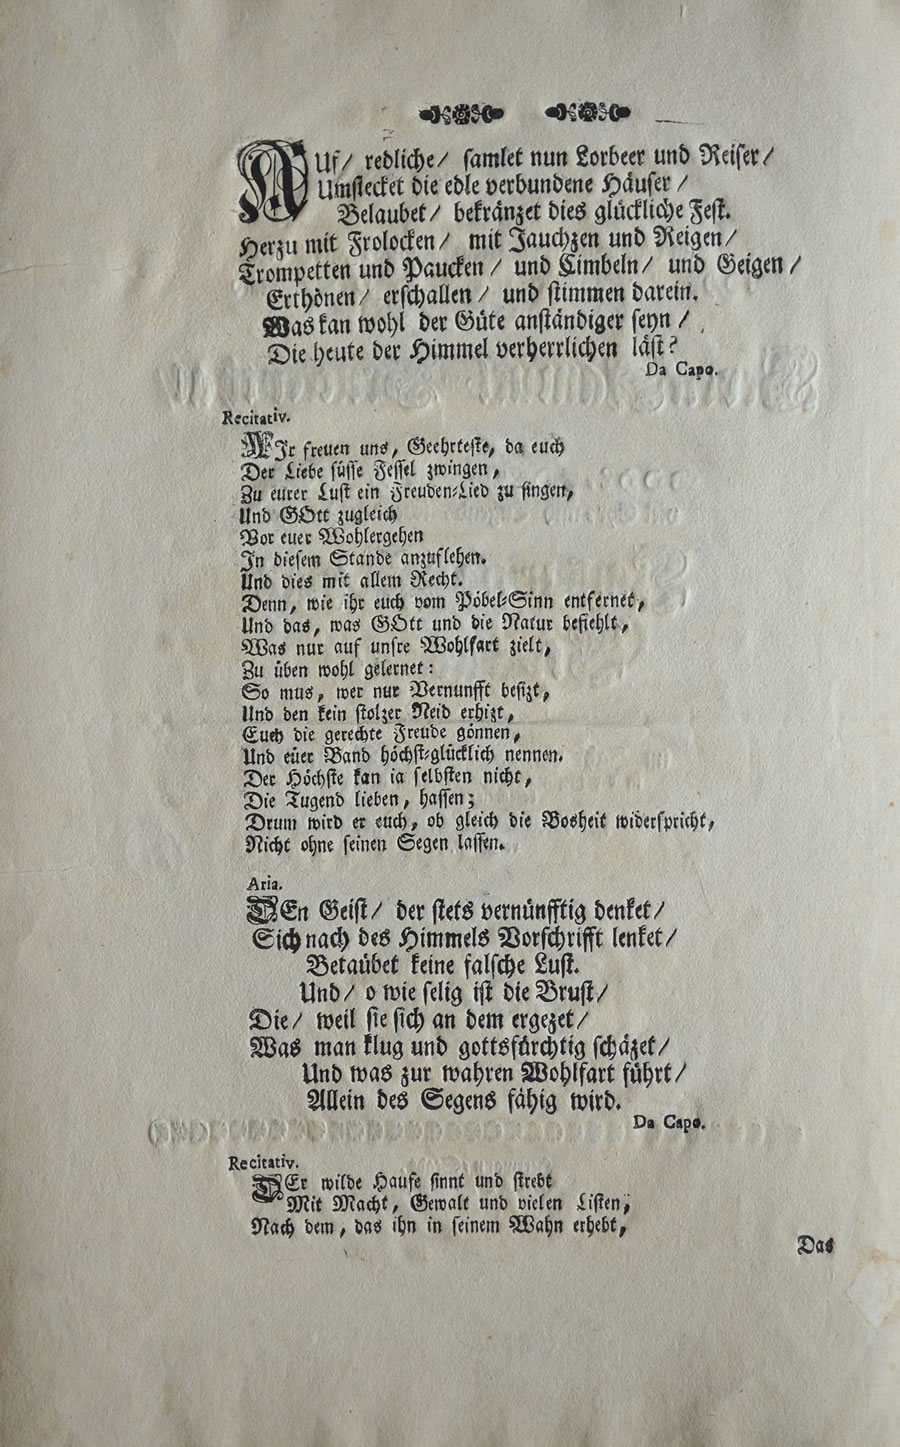 AUf/ redliche/ samlet nun Lorbeer und Reiser/
Umstecket die edle verbundene Häuser/
Belaubet/ bekränzet dies glückliche Fest.
Herzu mit Frolocken/ mit Jauchzen und Reigen/
Trompetten und Paucken/ und Cimbeln/ und Geigen/
Erthönen/ erschallen/ und stimmen darein.
Was kan wohl der Güte anständiger seyn/
Die heute der Himmel verherrlichen läst?
Da Capo.
Recitativ.
WIr freuen uns, Geehrteste, da euch
Der Liebe süsse Fessel zwingen,
Zu eurer Lust ein Freuden-Lied zu singen,
Und GOtt zugleich
Vor euer Wohlergehen
In diesem Stande anzuflehen.
Und dies mit allem Recht.
Denn, wie ihr euch vom Pöbel-Sinn entfernet,
Und das, was GOtt und die Natur befiehlt,
Was nur auf unsre Wohlfart zielt,
Zu üben wohl gelernet:
So mus, wer nur Vernunfft besizt,
Und den kein stolzer Neid erhizt,
Euch die gerechte Freude gönnen,
Und eüer Band höchst-glücklich nennen.
Der Höchste kan ia selbsten nicht,
Die Tugend lieben, hassen;
Drum wird er euch, ob gleich die Bosheit widerspricht,
Nicht ohne seinen Segen lassen.
Aria.
DEn Geist/ der stets vernünfftig denket/
Sich nach des Himmels Vorschrifft lenket/
Betaübet keine falsche Lust.
Und/ o wie selig ist die Brust/
Die/ weil sie sich an dem ergezet/
Was man klug und gottsfürchtig schäzet/
Und was zur wahren Wohlfart führt/
Allein des Segens fähig wird.
Da Capo.
Recitativ.
DEr wilde Haufe sinnt und strebt
Mit Macht, Gewalt und vielen Listen,
Nach dem, das ihn in seinem Wahn erhebt,
Das